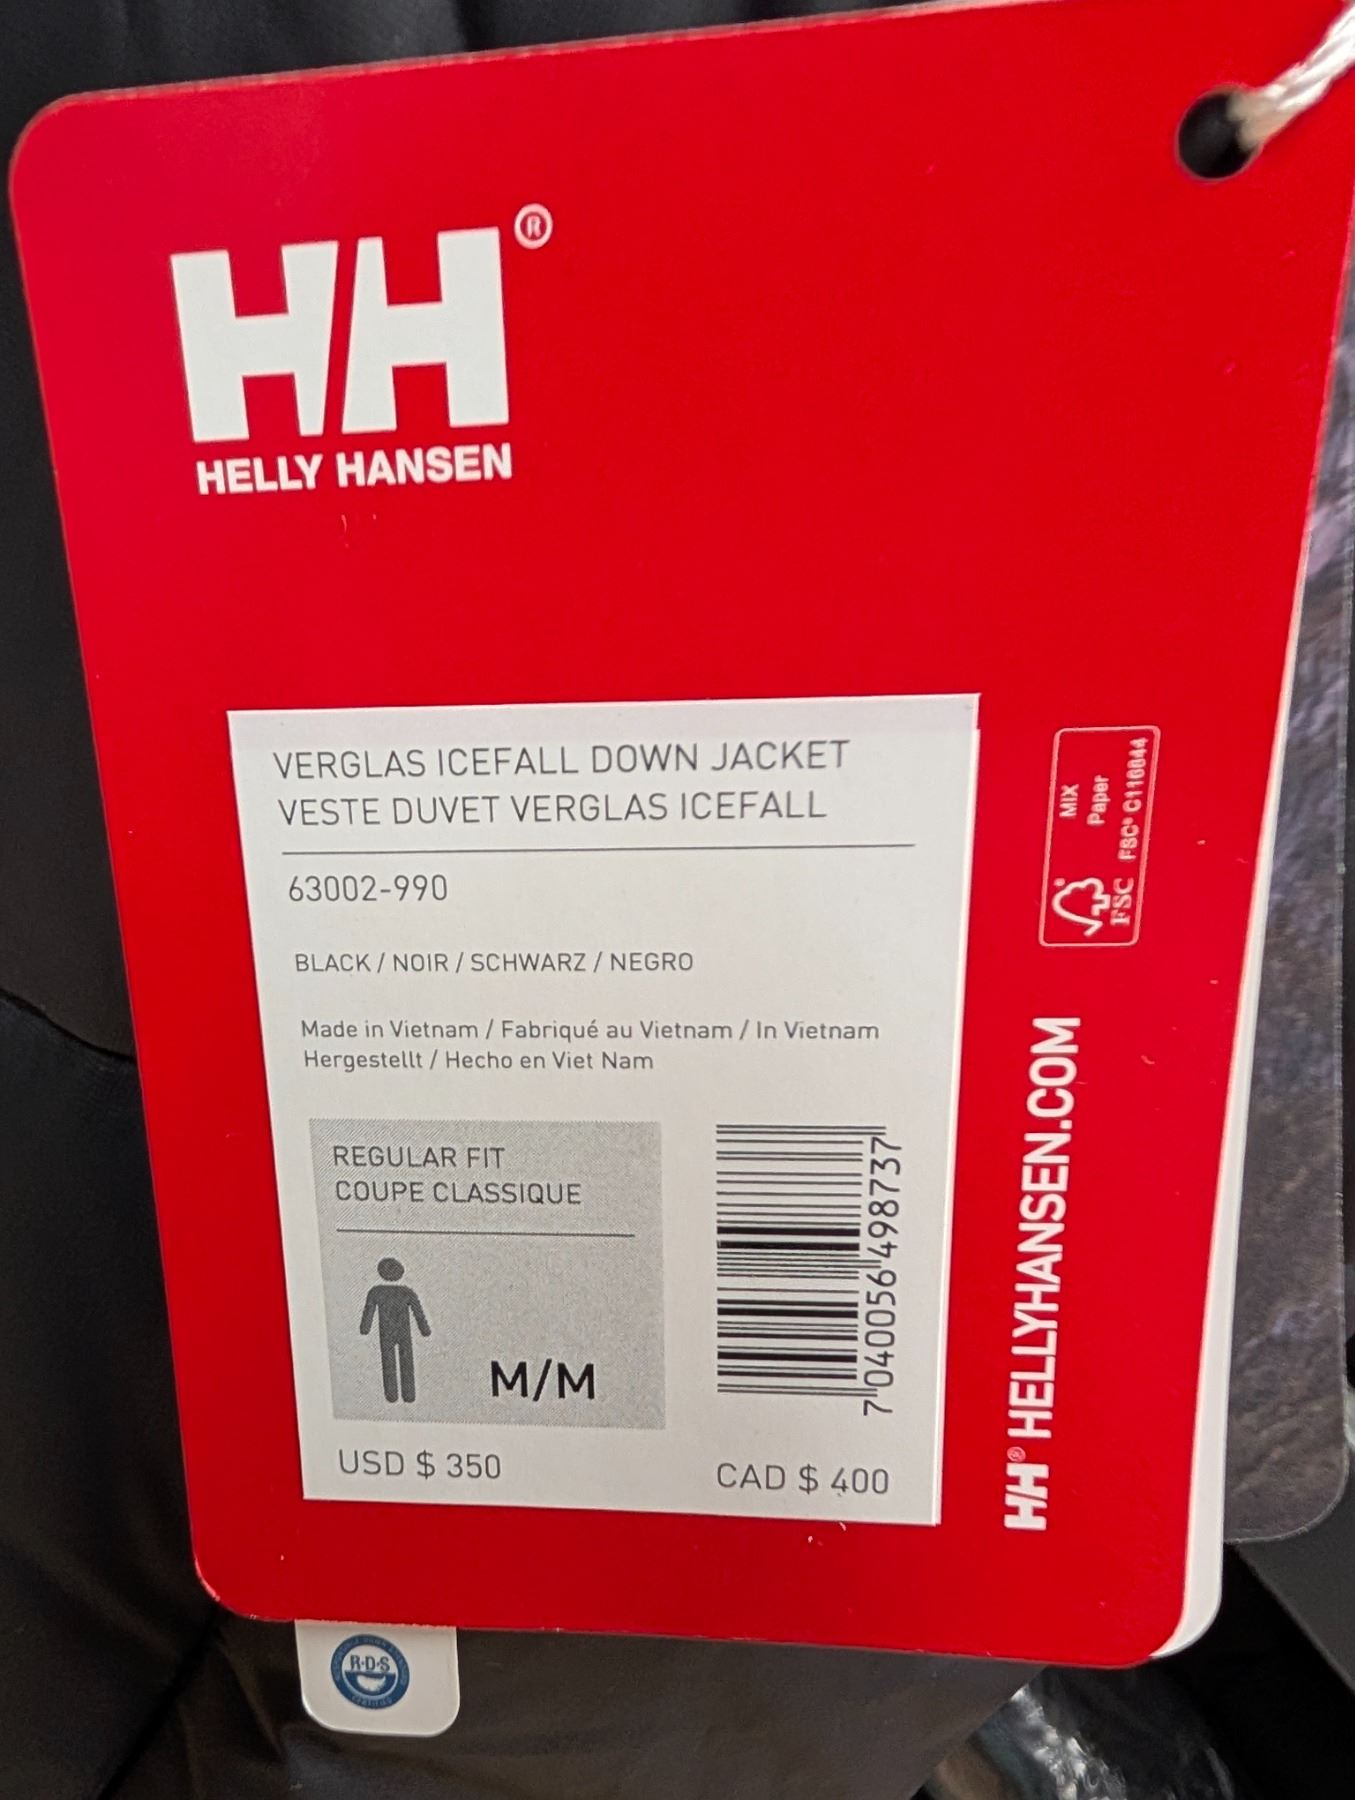 HH®
HELLY HANSEN
VERGLAS ICEFALL DOWN JACKET
VESTE DUVET VERGLAS ICEFALL
63002-990
BLACK / NOIR / SCHWARZ / NEGRO
Made in Vietnam / Fabriqué au Vietnam / In Vietnam
Hergestellt / Hecho en Viet Nam
REGULAR FIT
COUPE CLASSIQUE
M/M
7040056498737
USD $ 350
CAD $ 400
MIX
Paper
FSC FSC® C116844
HH® HELLYHANSEN.COM
R·D·S